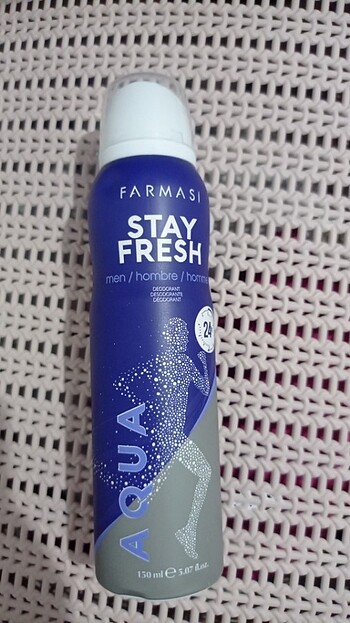 FARMASI
STAY
FRESH
men / hombre / homme
DEODORANT
DESODORANTE
DÉODORANT
24
AQUA
150 ml ℮ 5.07 fl.oz.